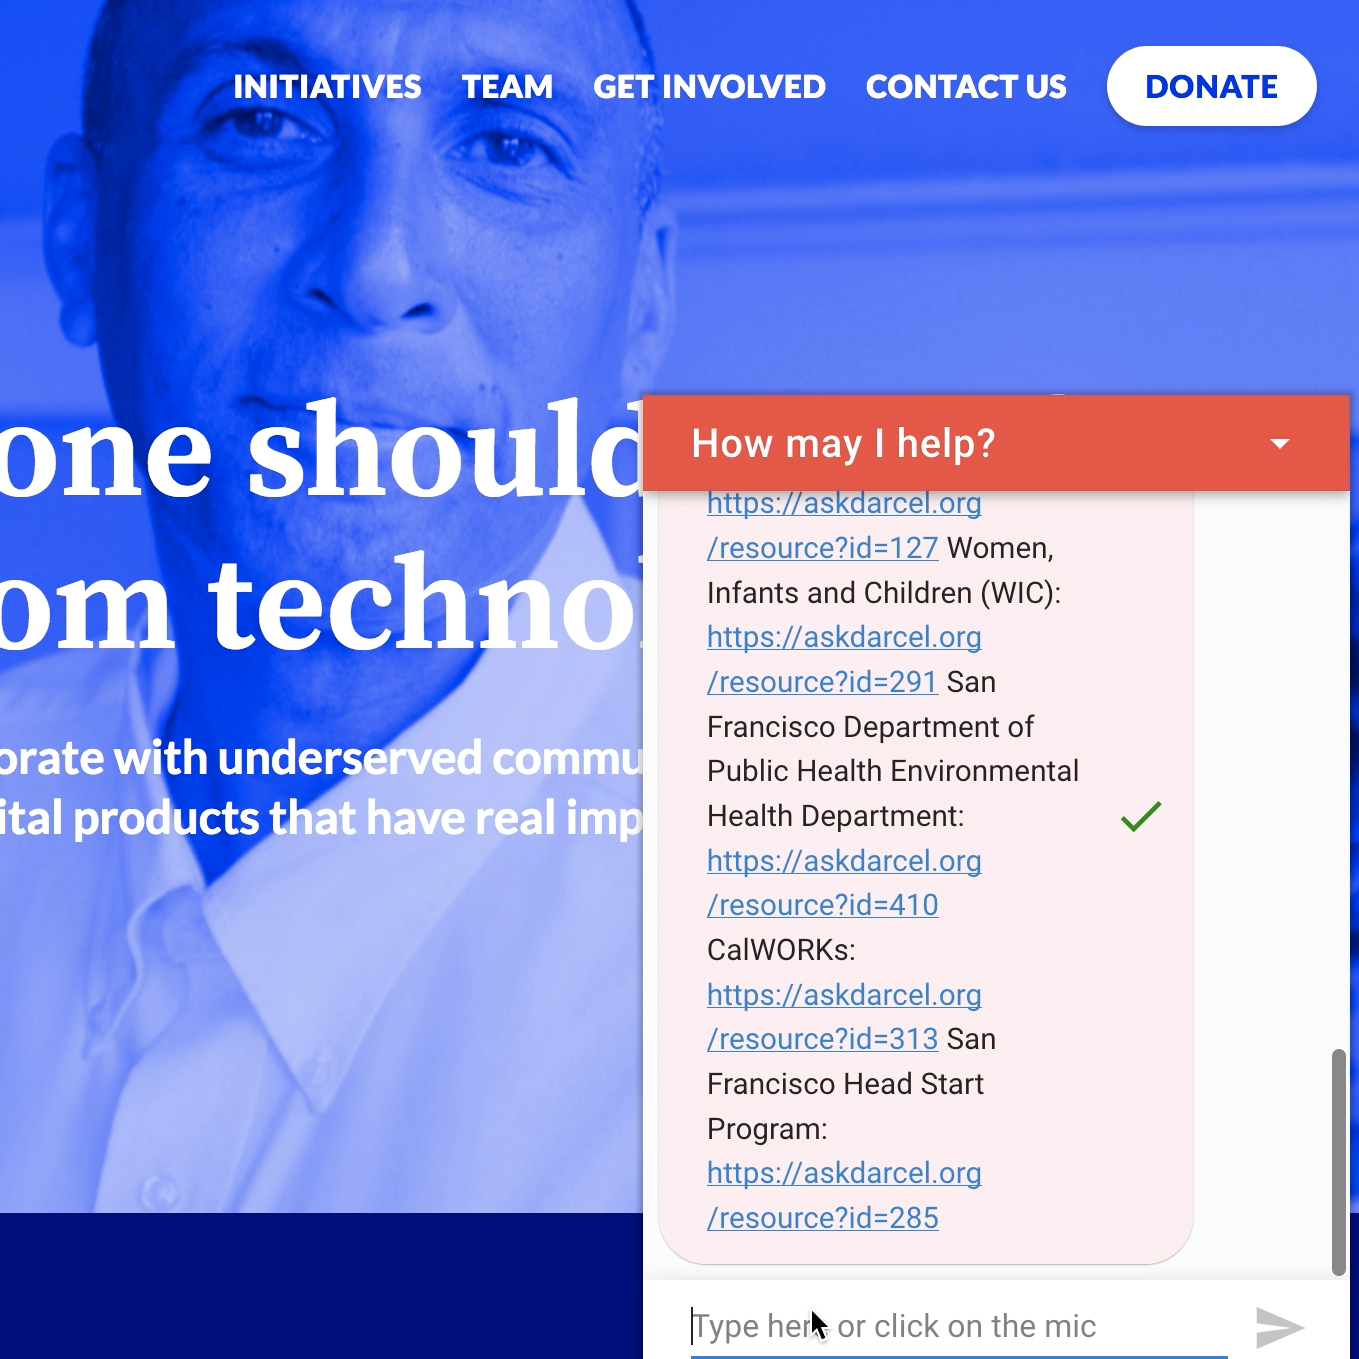 INITIATIVES TEAM GET INVOLVED CONTACT US DONATE
one should
om technol
orate with underserved commu
ital products that have real imp
How may I help?
https://askdarcel.org
/resource?id=127 Women,
Infants and Children (WIC):
https://askdarcel.org
/resource?id=291 San
Francisco Department of
Public Health Environmental
Health Department:
https://askdarcel.org
/resource?id=410
CalWORKs:
https://askdarcel.org
/resource?id=313 San
Francisco Head Start
Program:
https://askdarcel.org
/resource?id=285
Type here or click on the mic